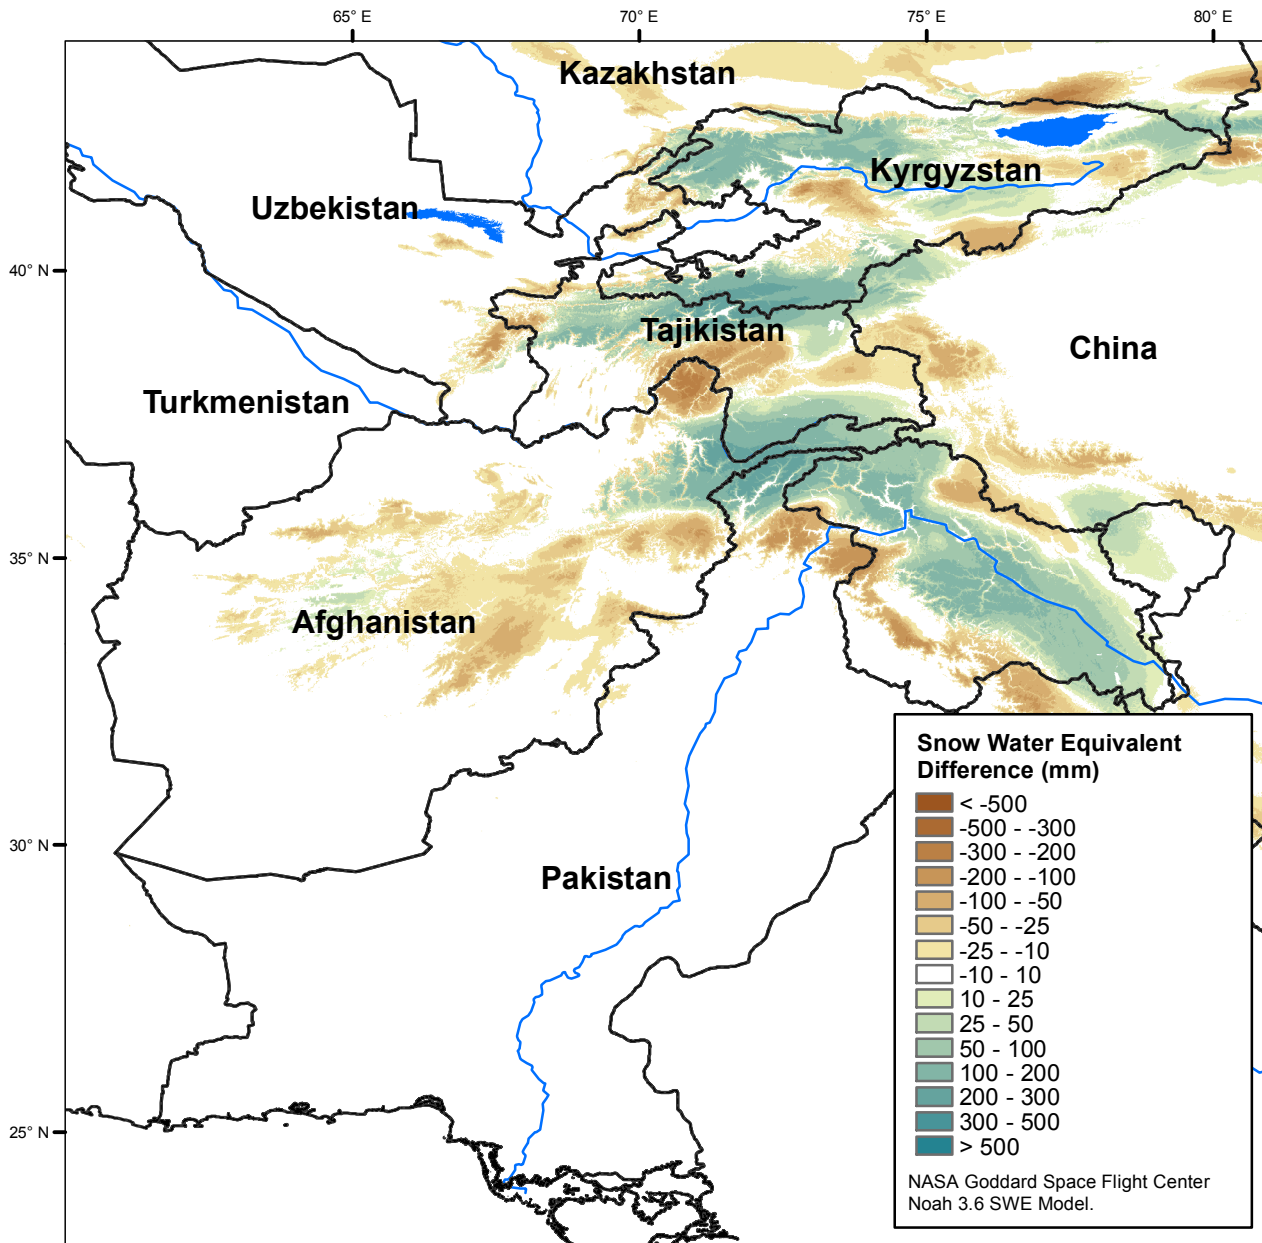 65° E
70° E
75° E
80° E
Kazakhstan
Kyrgyzstan
Uzbekistan
40° N
Tajikistan
China
Turkmenistan
35° N
Afghanistan
30° N
Pakistan
25° N
Snow Water Equivalent
Difference (mm)
< -500
-500 - -300
-300 - -200
-200 - -100
-100 - -50
-50 - -25
-25 - -10
-10 - 10
10 - 25
25 - 50
50 - 100
100 - 200
200 - 300
300 - 500
> 500
NASA Goddard Space Flight Center
Noah 3.6 SWE Model.